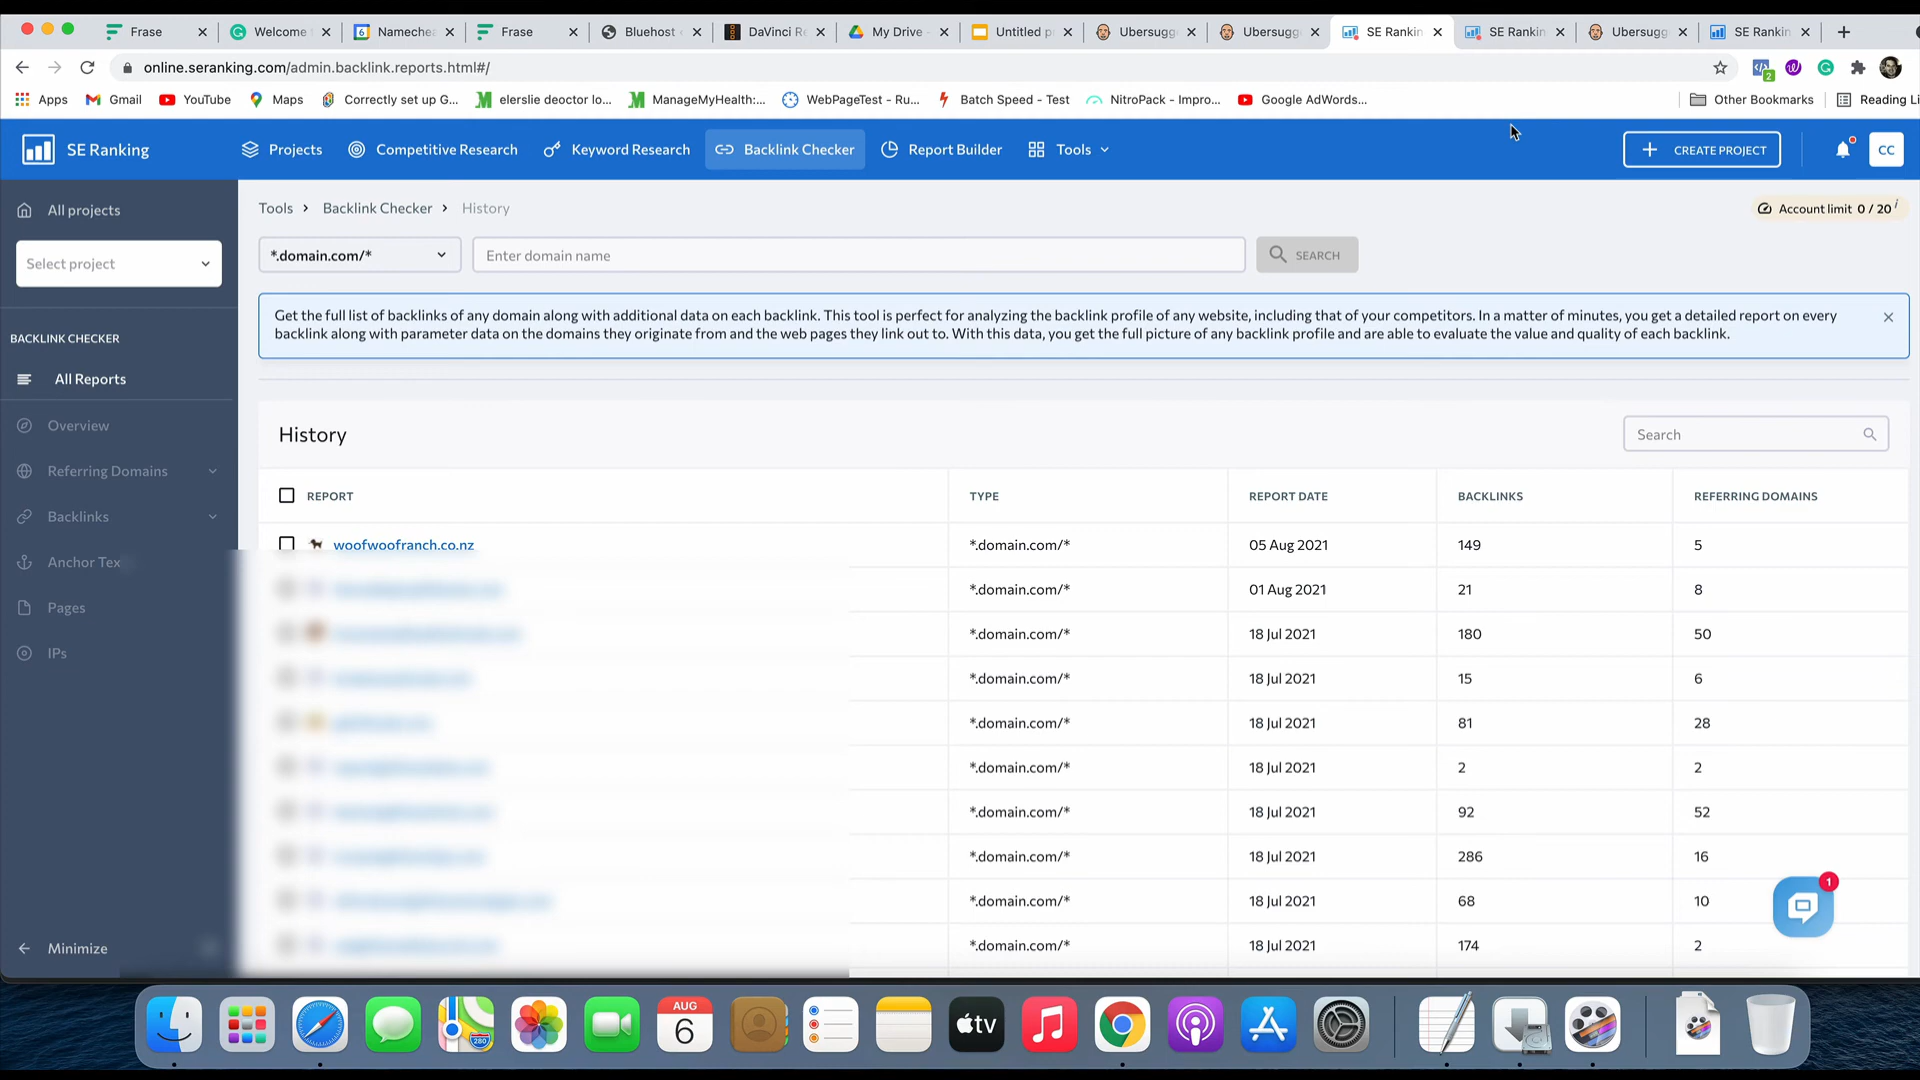 Frase
Welcome
Nameche
Frase
Bluehost
DaVinci Re
My Drive -
Untitled p
Ubersugg
Ubersugg
SE Rankin
SE Rankin
Ubersugg
SE Rankin
online.seranking.com/admin.backlink.reports.html#/
2
Apps
Gmail
YouTube
Maps
Correctly set up G...
elerslie deoctor lo...
ManageMyHealth:...
WebPageTest - Ru...
Batch Speed - Test
NitroPack - Impro...
Google AdWords...
Other Bookmarks
Reading Li
SE Ranking
Projects
Competitive Research
Keyword Research
Backlink Checker
Report Builder
Tools
CREATE PROJECT
CC
All projects
Select project
BACKLINK CHECKER
All Reports
Overview
Referring Domains
Backlinks
Anchor Tex
Pages
IPs
Minimize
Tools > Backlink Checker > History
Account limit 0 / 20 i
*.domain.com/*
Enter domain name
SEARCH
Get the full list of backlinks of any domain along with additional data on each backlink. This tool is perfect for analyzing the backlink profile of any website, including that of your competitors. In a matter of minutes, you get a detailed report on every
backlink along with parameter data on the domains they originate from and the web pages they link out to. With this data, you get the full picture of any backlink profile and are able to evaluate the value and quality of each backlink.
History
Search
REPORT TYPE REPORT DATE BACKLINKS REFERRING DOMAINS
woofwoofranch.co.nz *.domain.com/* 05 Aug 2021 149 5
*.domain.com/* 01 Aug 2021 21 8
*.domain.com/* 18 Jul 2021 180 50
*.domain.com/* 18 Jul 2021 15 6
*.domain.com/* 18 Jul 2021 81 28
*.domain.com/* 18 Jul 2021 2 2
*.domain.com/* 18 Jul 2021 92 52
*.domain.com/* 18 Jul 2021 286 16
*.domain.com/* 18 Jul 2021 68 10
*.domain.com/* 18 Jul 2021 174 2
1
280
AUG
6
tv